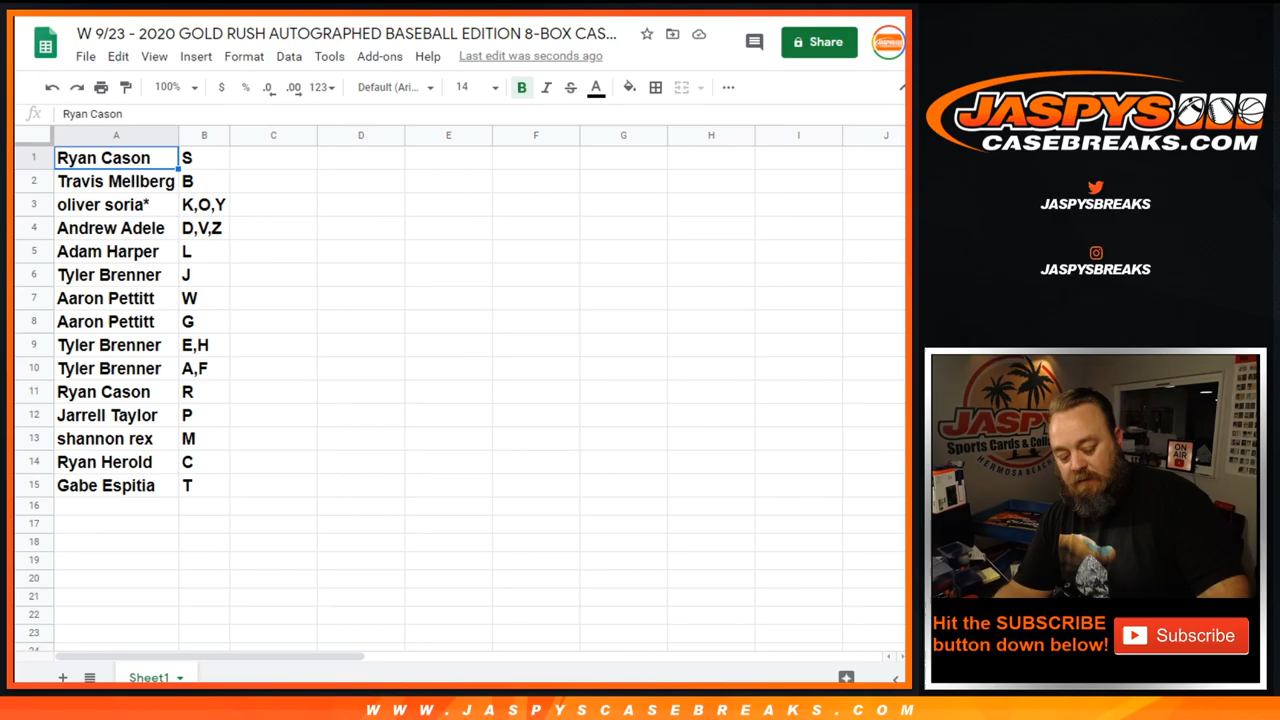 W 9/23 - 2020 GOLD RUSH AUTOGRAPHED BASEBALL EDITION 8-BOX CAS...
File Edit View Insert Format Data Tools Add-ons Help Last edit was seconds ago
Share
100% $ % .0 .00 123 Default (Ari... 14 B I S A
fx Ryan Cason
A B C D E F G H I J
1 Ryan Cason S
2 Travis Mellberg B
3 oliver soria* K,O,Y
4 Andrew Adele D,V,Z
5 Adam Harper L
6 Tyler Brenner J
7 Aaron Pettitt W
8 Aaron Pettitt G
9 Tyler Brenner E,H
10 Tyler Brenner A,F
11 Ryan Cason R
12 Jarrell Taylor P
13 shannon rex M
14 Ryan Herold C
15 Gabe Espitia T
16
17
18
19
20
21
22
23
24
Sheet1
JASPYS
CASEBREAKS.COM
JASPYSBREAKS
JASPYSBREAKS
JASPYS
Sports Cards & Colle
HERMOSA BEACH
ON
AIR
Hit the SUBSCRIBE
button down below!
Subscribe
WWW.JASPYSCASEBREAKS.COM